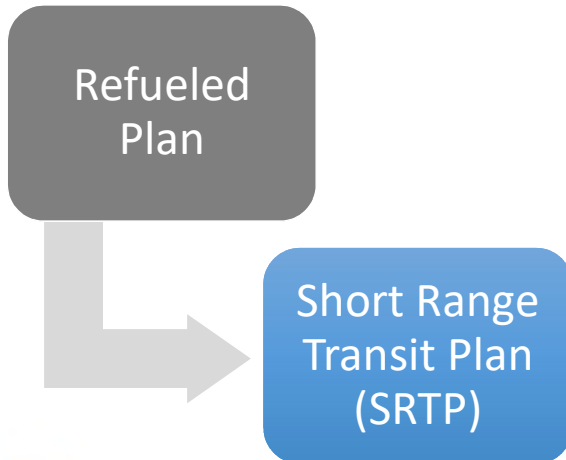 Refueled
Plan
Short Range
Transit Plan
(SRTP)